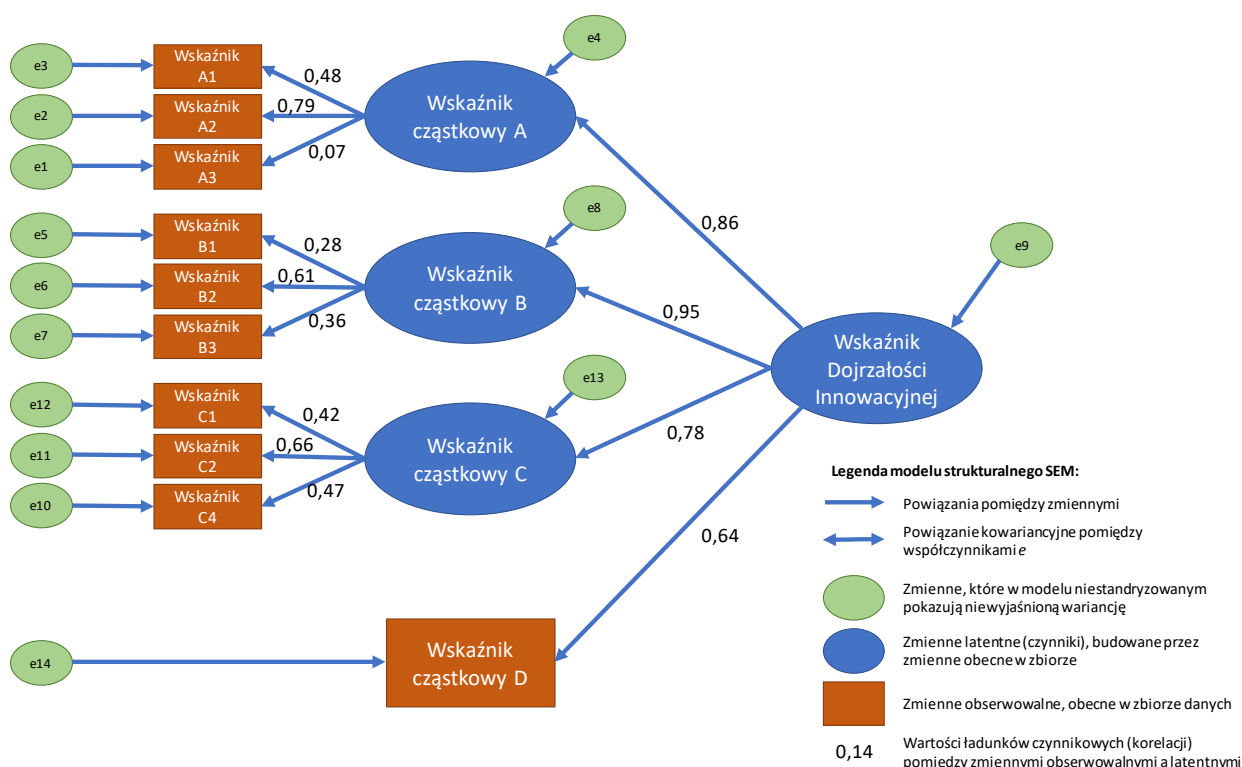 e3
Wskaźnik
A1
0,48
e4
e2
Wskaźnik
A2
0,79
Wskaźnik
cząstkowy A
e1
Wskaźnik
A3
0,07
e5
Wskaźnik
B1
0,28
e8
0,86
e9
e6
Wskaźnik
B2
0,61
Wskaźnik
cząstkowy B
0,95
e7
Wskaźnik
B3
0,36
Wskaźnik
Dojrzałości
Innowacyjnej
e12
Wskaźnik
C1
0,42
e13
0,78
e11
Wskaźnik
C2
0,66
Wskaźnik
cząstkowy C
e10
Wskaźnik
C4
0,47
0,64
e14
Wskaźnik
cząstkowy D
Legenda modelu strukturalnego SEM:
Powiązania pomiędzy zmiennymi
Powiązanie kowariancyjne pomiędzy
współczynnikami e
Zmienne, które w modelu niestandryzowanym
pokazują niewyjaśnioną wariancję
Zmienne latentne (czynniki), budowane przez
zmienne obecne w zbiorze
Zmienne obserwowalne, obecne w zbiorze danych
0,14
Wartości ładunków czynnikowych (korelacji)
pomiędzy zmiennymi obserwowalnymi a latentnymi